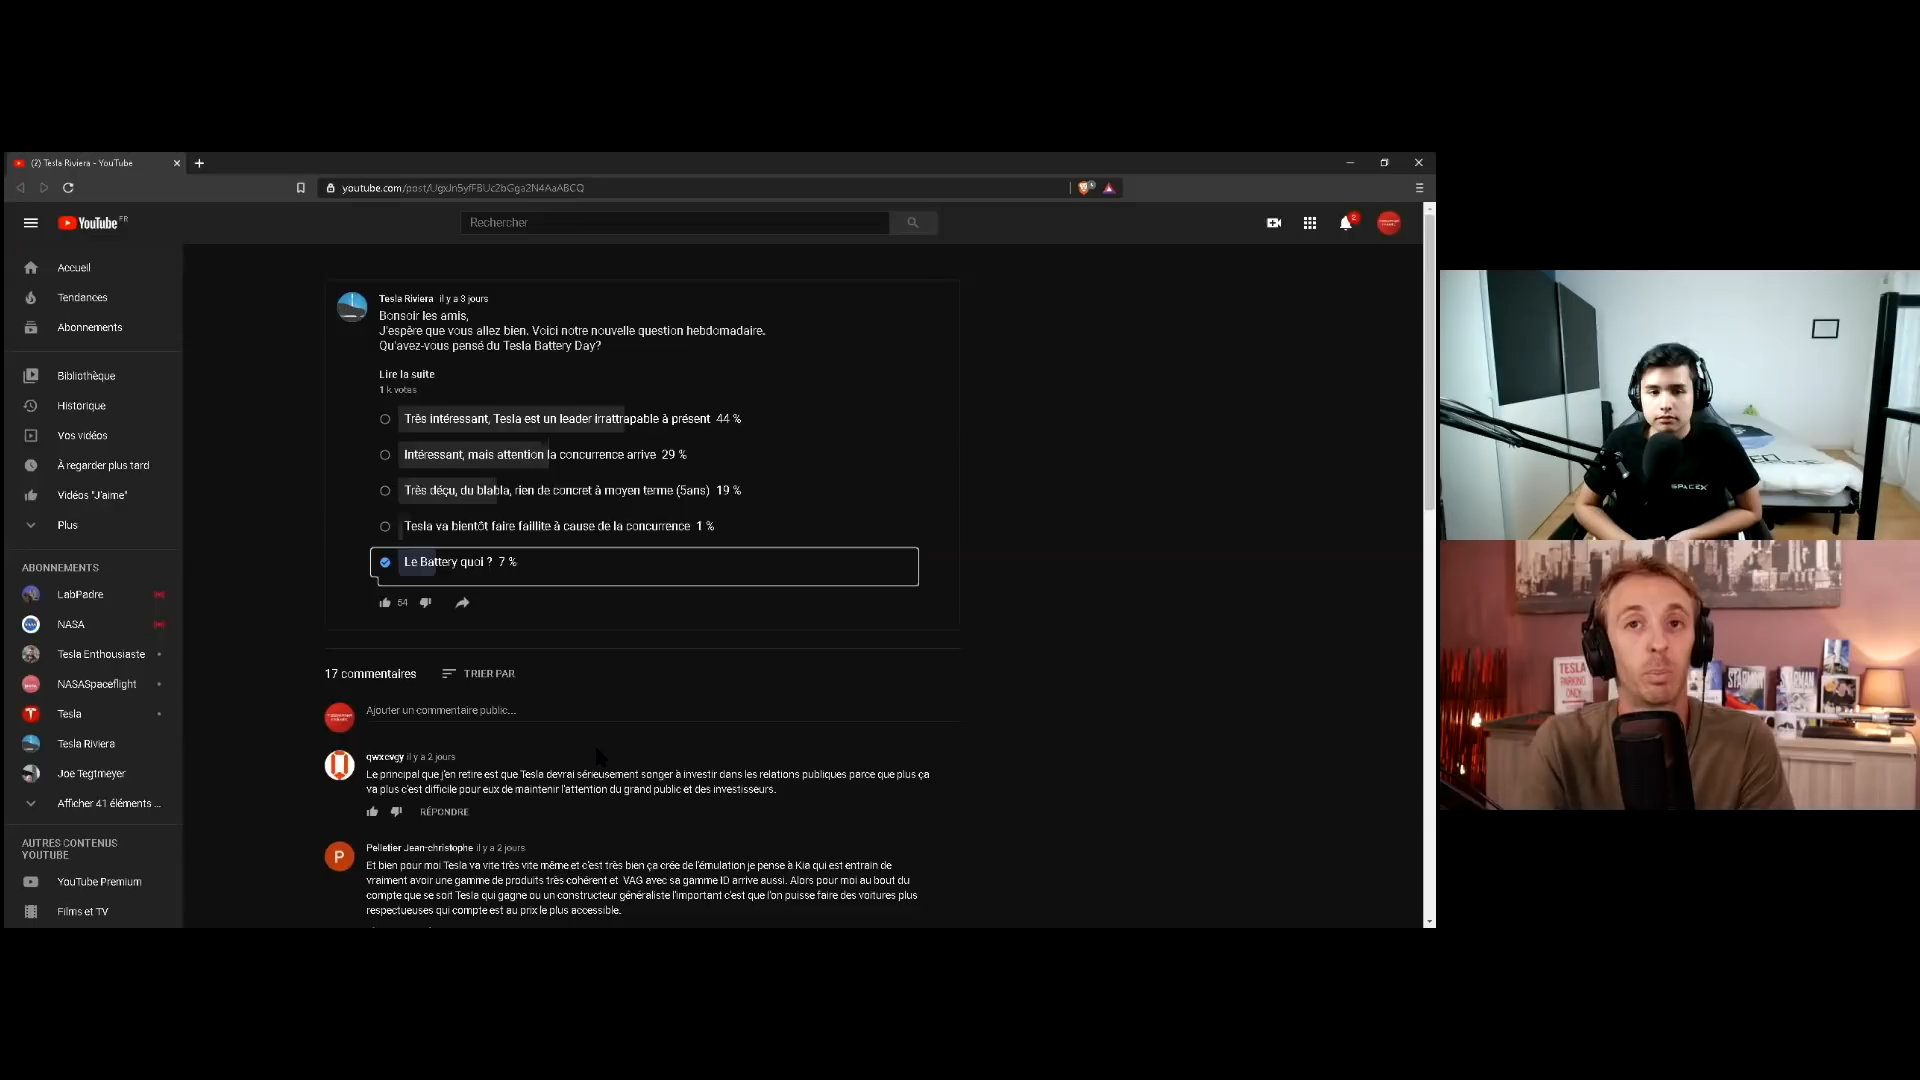 (2) Tesla Riviera - YouTube
youtube.com/post/UgxJn5yfFBUc2bGga2N4AaABCQ
YouTube FR
Rechercher
2
Accueil
Tendances
Abonnements
Bibliothèque
Historique
Vos vidéos
À regarder plus tard
Vidéos "J'aime"
Plus
ABONNEMENTS
LabPadre
NASA
Tesla Enthousiaste
NASASpaceflight
Tesla
Tesla Riviera
Joe Tegtmeyer
Afficher 41 éléments ...
AUTRES CONTENUS
YOUTUBE
YouTube Premium
Films et TV
Tesla Riviera il y a 3 jours
Bonsoir les amis,
J'espère que vous allez bien. Voici notre nouvelle question hebdomadaire.
Qu'avez-vous pensé du Tesla Battery Day?
Lire la suite
1 k votes
Très intéressant, Tesla est un leader irrattrapable à présent 44 %
Intéressant, mais attention la concurrence arrive 29 %
Très déçu, du blabla, rien de concret à moyen terme (5ans) 19 %
Tesla va bientôt faire faillite à cause de la concurrence 1 %
Le Battery quoi ? 7 %
54
17 commentaires
TRIER PAR
Ajouter un commentaire public...
qwxcvgy il y a 2 jours
Le principal que j'en retire est que Tesla devrai sérieusement songer à investir dans les relations publiques parce que plus ça
va plus c'est difficile pour eux de maintenir l'attention du grand public et des investisseurs.
RÉPONDRE
P
Pelletier Jean-christophe il y a 2 jours
Et bien pour moi Tesla va vite très vite même et c'est très bien ça crée de l'émulation je pense à Kia qui est entrain de
vraiment avoir une gamme de produits très cohérent et VAG avec sa gamme ID arrive aussi. Alors pour moi au bout du
compte que se soit Tesla qui gagne ou un constructeur généraliste l'important c'est que l'on puisse faire des voitures plus
respectueuses qui compte est au prix le plus accessible.
SPACEX
TESLA
PARKING
ONLY
STARMAN
STARMAN